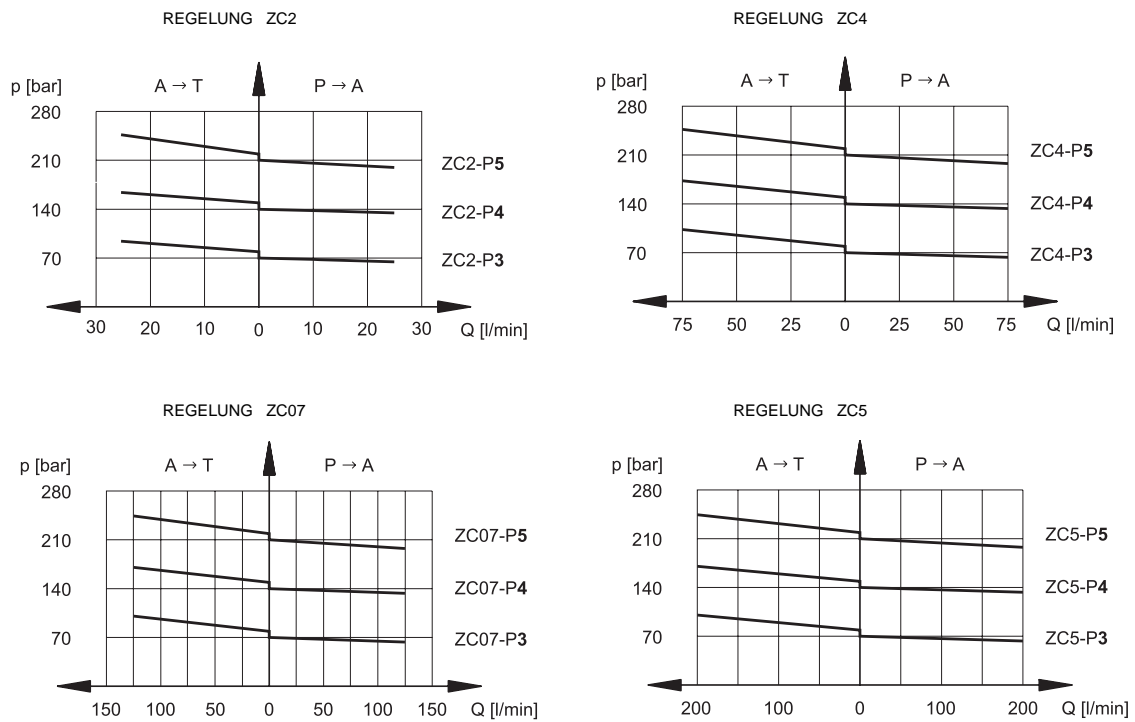 REGELUNG ZC2
p [bar]
A → T
P → A
280
210
140
70
ZC2-P5
ZC2-P4
ZC2-P3
30 20 10 0 10 20 30 Q [l/min]
REGELUNG ZC4
p [bar]
A → T
P → A
280
210
140
70
ZC4-P5
ZC4-P4
ZC4-P3
75 50 25 0 25 50 75 Q [l/min]
REGELUNG ZC07
p [bar]
A → T
P → A
280
210
140
70
ZC07-P5
ZC07-P4
ZC07-P3
150 100 50 0 50 100 150 Q [l/min]
REGELUNG ZC5
p [bar]
A → T
P → A
280
210
140
70
ZC5-P5
ZC5-P4
ZC5-P3
200 100 0 100 200 Q [l/min]